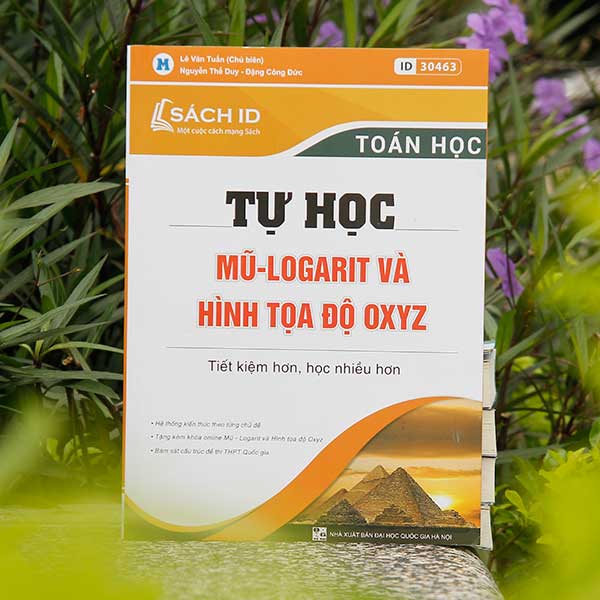 M
Lê Văn Tuấn (Chủ biên)
Nguyễn Thế Duy - Đặng Công Đức
ID 30463
SÁCH ID
Một cuộc cách mạng Sách
TOÁN HỌC
TỰ HỌC
MŨ-LOGARIT VÀ
HÌNH TỌA ĐỘ OXYZ
Tiết kiệm hơn, học nhiều hơn
• Hệ thống kiến thức theo từng chủ đề
• Tặng kèm khóa online Mũ - Logarit và Hình tọa độ Oxyz
• Bám sát cấu trúc đề thi THPT Quốc gia
NHÀ XUẤT BẢN ĐẠI HỌC QUỐC GIA HÀ NỘI